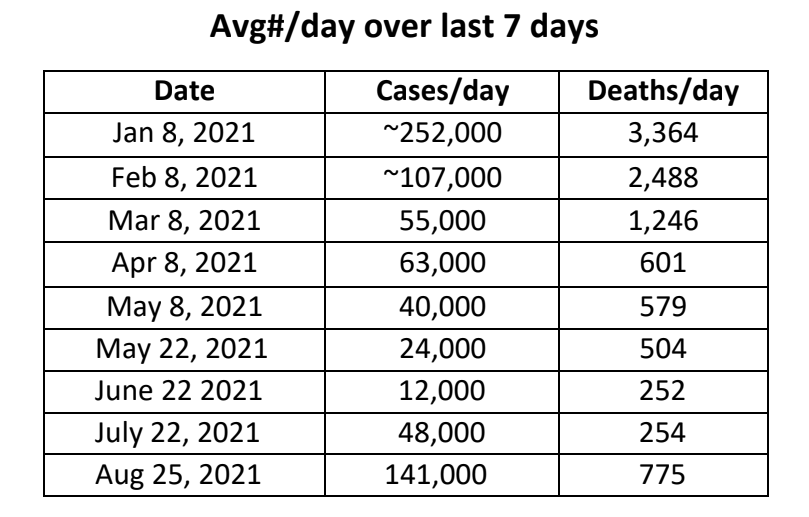 Avg#/day over last 7 days
Date Cases/day Deaths/day
Jan 8, 2021 ~252,000 3,364
Feb 8, 2021 ~107,000 2,488
Mar 8, 2021 55,000 1,246
Apr 8, 2021 63,000 601
May 8, 2021 40,000 579
May 22, 2021 24,000 504
June 22 2021 12,000 252
July 22, 2021 48,000 254
Aug 25, 2021 141,000 775